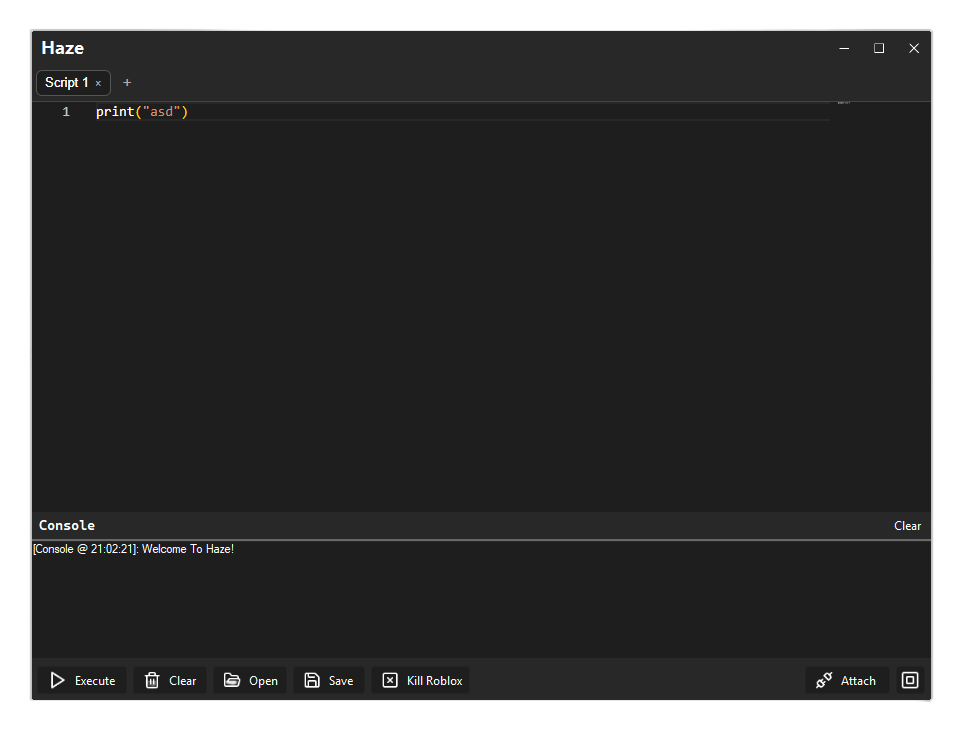 Haze
Script 1 × +
1 print("asd")
Console Clear
[Console @ 21:02:21]: Welcome To Haze!
Execute Clear Open Save Kill Roblox Attach